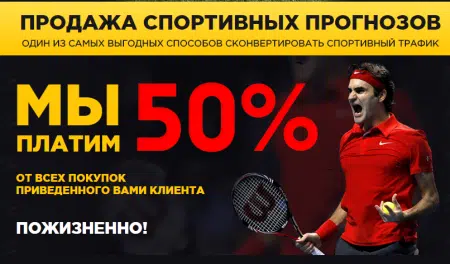 ПРОДАЖА СПОРТИВНЫХ ПРОГНОЗОВ
ОДИН ИЗ САМЫХ ВЫГОДНЫХ СПОСОБОВ СКОНВЕРТИРОВАТЬ СПОРТИВНЫЙ ТРАФИК
МЫ
ПЛАТИМ
50%
ОТ ВСЕХ ПОКУПОК
ПРИВЕДЕННОГО ВАМИ КЛИЕНТА
ПОЖИЗНЕННО!